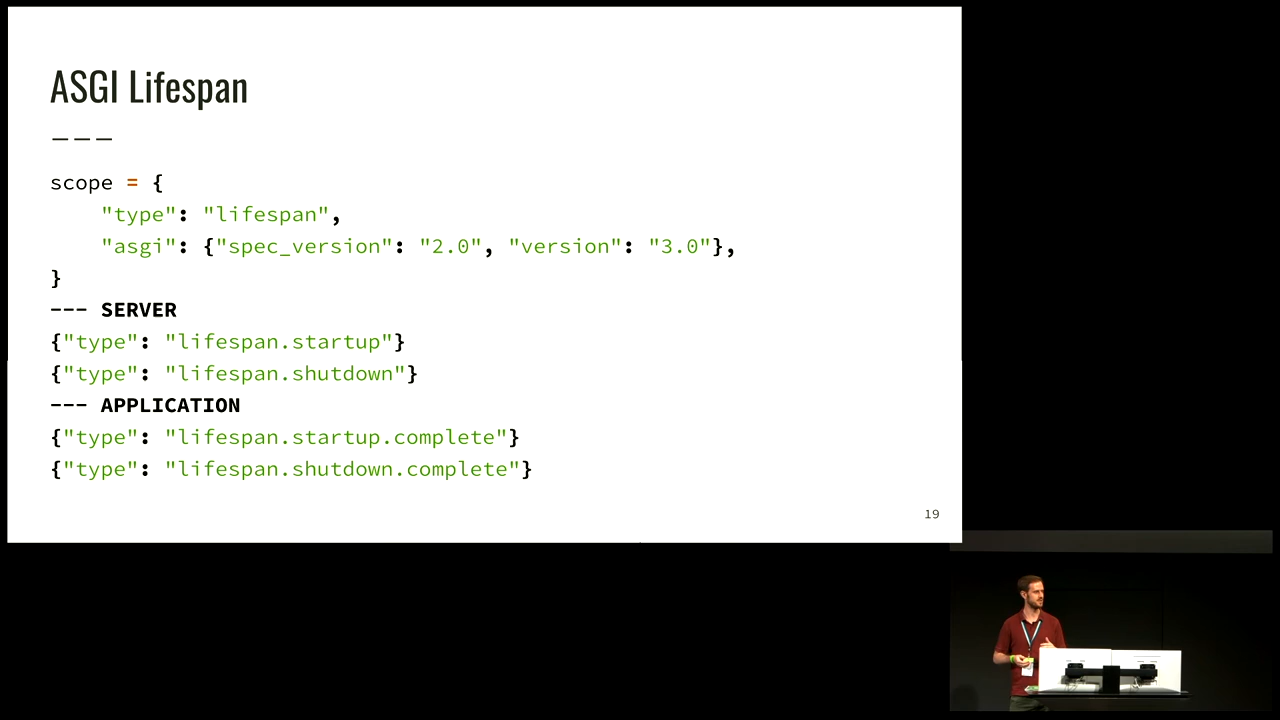 ASGI Lifespan
———
scope = {
    "type": "lifespan",
    "asgi": {"spec_version": "2.0", "version": "3.0"},
}
--- SERVER
{"type": "lifespan.startup"}
{"type": "lifespan.shutdown"}
--- APPLICATION
{"type": "lifespan.startup.complete"}
{"type": "lifespan.shutdown.complete"}
19